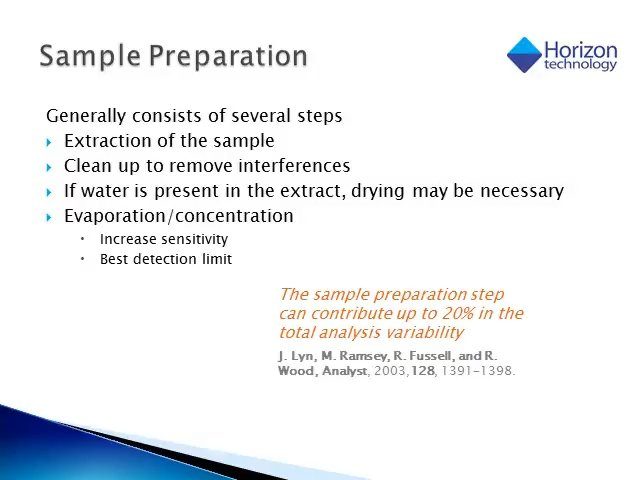 Sample Preparation
Horizon
technology
Generally consists of several steps
Extraction of the sample
Clean up to remove interferences
If water is present in the extract, drying may be necessary
Evaporation/concentration
• Increase sensitivity
• Best detection limit
The sample preparation step
can contribute up to 20% in the
total analysis variability
J. Lyn, M. Ramsey, R. Fussell, and R.
Wood, Analyst, 2003, 128, 1391-1398.